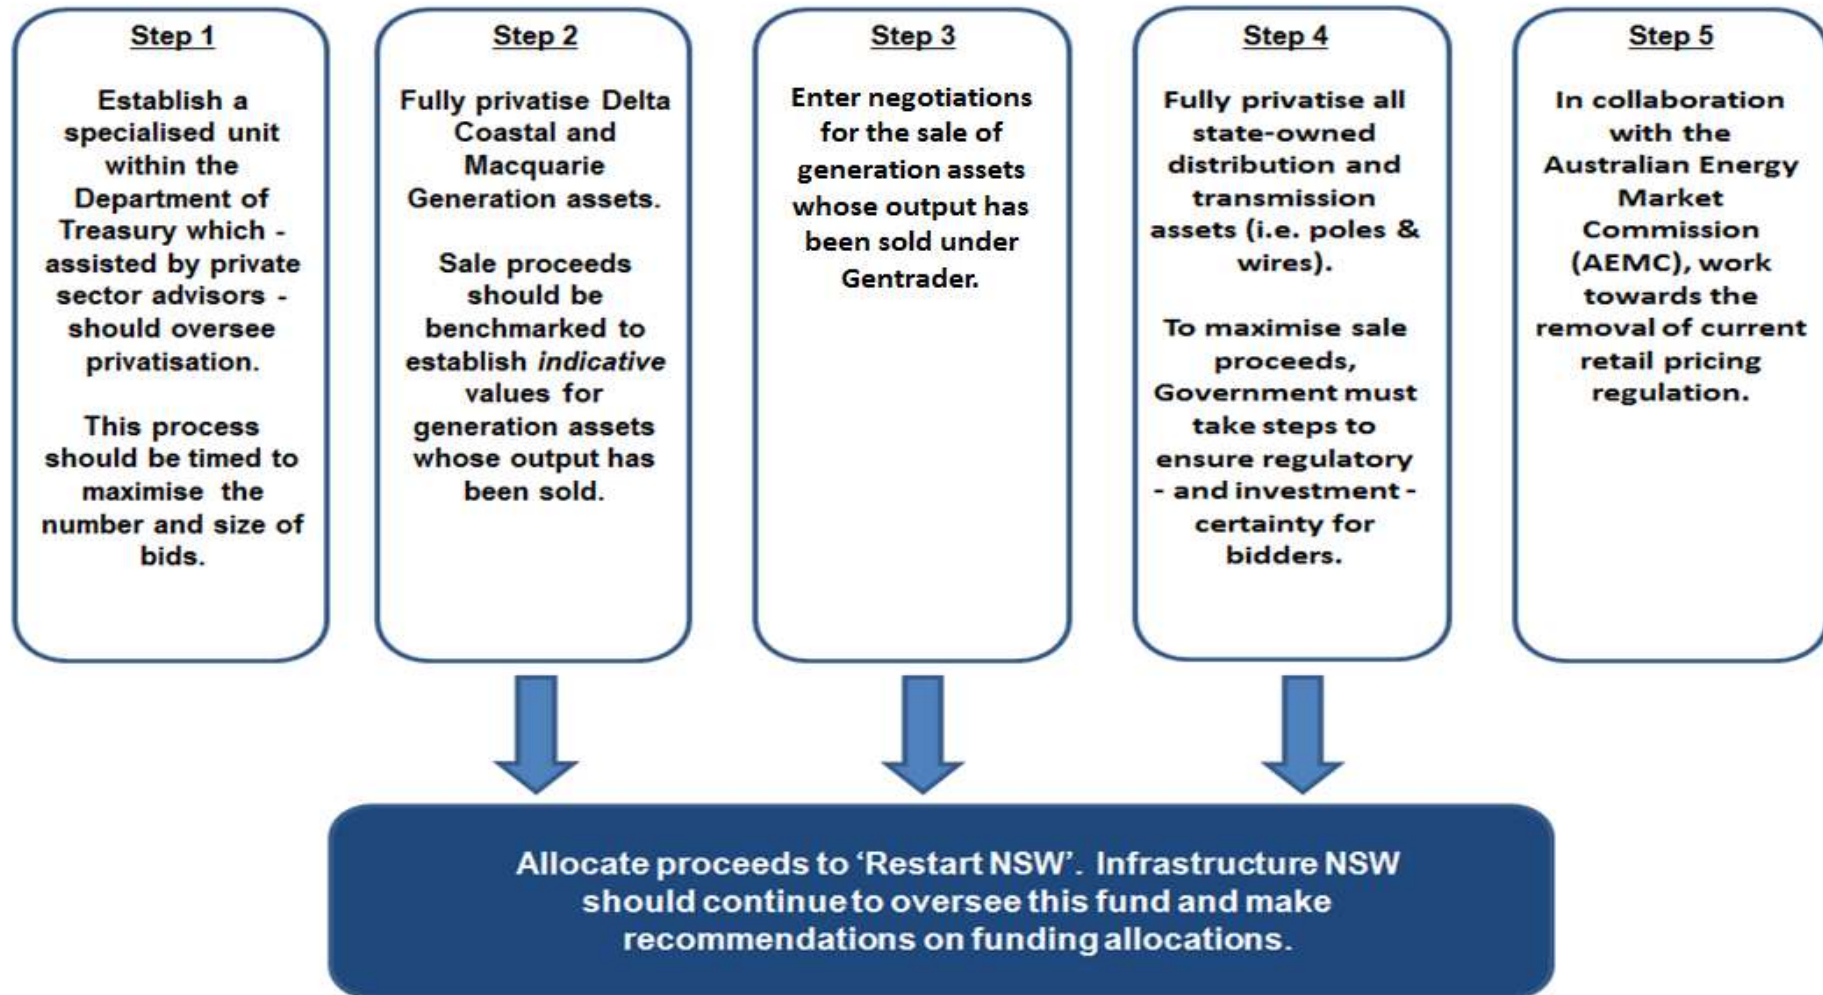 Step 1
Establish a
specialised unit
within the
Department of
Treasury which -
assisted by private
sector advisors -
should oversee
privatisation.
This process
should be timed to
maximise the
number and size of
bids.
Step 2
Fully privatise Delta
Coastal and
Macquarie
Generation assets.
Sale proceeds
should be
benchmarked to
establish indicative
values for
generation assets
whose output has
been sold.
Step 3
Enter negotiations
for the sale of
generation assets
whose output has
been sold under
Gentrader.
Step 4
Fully privatise all
state-owned
distribution and
transmission
assets (i.e. poles &
wires).
To maximise sale
proceeds,
Government must
take steps to
ensure regulatory
- and investment -
certainty for
bidders.
Step 5
In collaboration
with the
Australian Energy
Market
Commission
(AEMC), work
towards the
removal of current
retail pricing
regulation.
Allocate proceeds to ‘Restart NSW’. Infrastructure NSW
should continue to oversee this fund and make
recommendations on funding allocations.